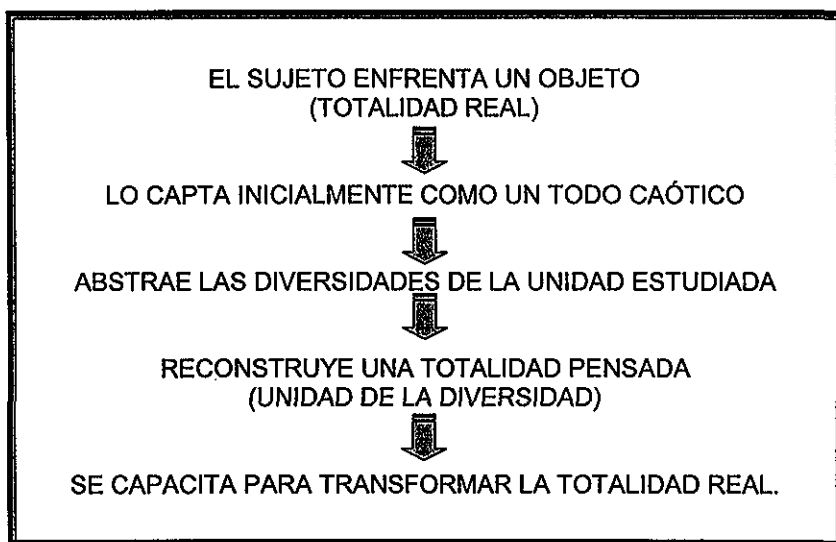 EL SUJETO ENFRENTA UN OBJETO
(TOTALIDAD REAL)
LO CAPTA INICIALMENTE COMO UN TODO CAÓTICO
ABSTRAE LAS DIVERSIDADES DE LA UNIDAD ESTUDIADA
RECONSTRUYE UNA TOTALIDAD PENSADA
(UNIDAD DE LA DIVERSIDAD)
SE CAPACITA PARA TRANSFORMAR LA TOTALIDAD REAL.